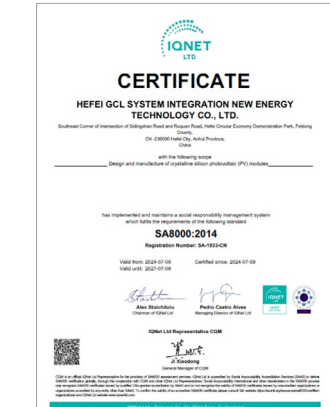 IQNET
LTD
CERTIFICATE
HEFEI GCL SYSTEM INTEGRATION NEW ENERGY
TECHNOLOGY CO., LTD.
Southeast Corner of Intersection of Sidingshan Road and Ruquan Road, Hefei Circular Economy Demonstration Park, Feidong
County,
CN -230000 Hefei City, Anhui Province,
China
with the following scope
Design and manufacture of crystalline silicon photovoltaic (PV) modules
has implemented and maintains a social responsibility management system
which fulfils the requirements of the following standard
SA8000:2014
Registration Number: SA-1033-CN
Valid from: 2024-07-09 Certified since: 2024-07-09
Valid until: 2027-07-08
Alex Stoichitoiu Pedro Castro Alves
Chairman of IQNet Ltd Managing Director of IQNet Ltd
IQNET
LTD
IQNet Ltd Representative CQM
Ji Xiaodong
General Manager of CQM